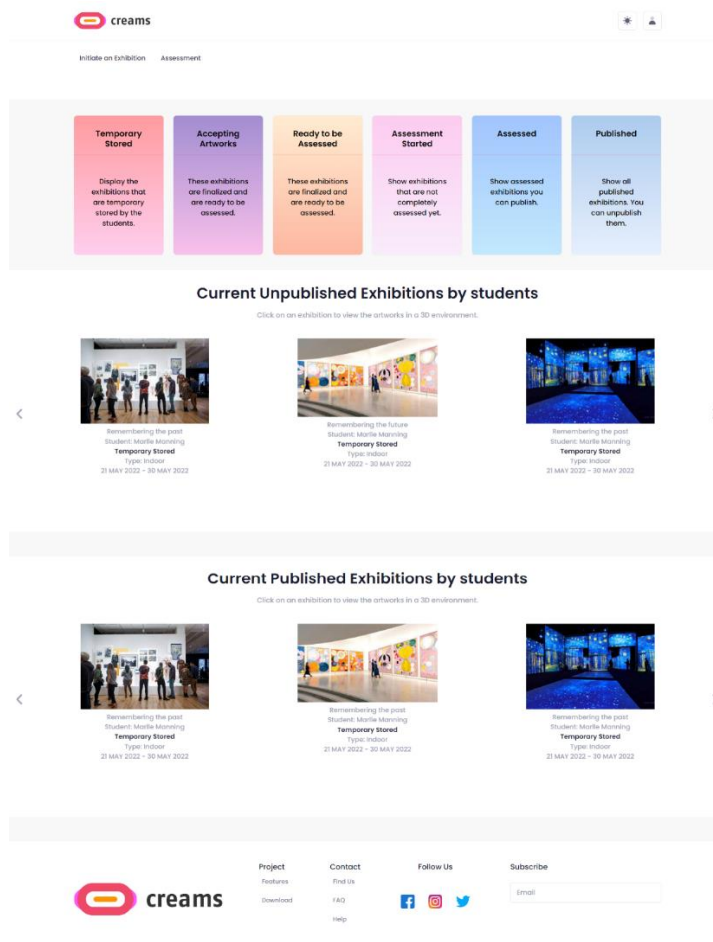 creams
Initiate an Exhibition Assessment
Temporary
Stored
Display the
exhibitions that
are temporary
stored by the
students.
Accepting
Artworks
These exhibitions
are finalized and
are ready to be
assessed.
Ready to be
Assessed
These exhibitions
are finalized and
are ready to be
assessed.
Assessment
Started
Show exhibitions
that are not
completely
assessed yet.
Assessed
Show assessed
exhibitions you
can publish.
Published
Show all
published
exhibitions. You
can unpublish
them.
Current Unpublished Exhibitions by students
Click on an exhibition to view the artworks in a 3D environment.
Remembering the past
Student: Marlie Manning
Temporary Stored
Type: Indoor
21 MAY 2022 - 30 MAY 2022
Remembering the future
Student: Marlie Manning
Temporary Stored
Type: Indoor
21 MAY 2022 - 30 MAY 2022
Remembering the past
Student: Marlie Manning
Temporary Stored
Type: Indoor
21 MAY 2022 - 30 MAY 2022
Current Published Exhibitions by students
Click on an exhibition to view the artworks in a 3D environment.
Remembering the past
Student: Marlie Manning
Temporary Stored
Type: Indoor
21 MAY 2022 - 30 MAY 2022
Remembering the past
Student: Marlie Manning
Temporary Stored
Type: Indoor
21 MAY 2022 - 30 MAY 2022
Remembering the past
Student: Marlie Manning
Temporary Stored
Type: Indoor
21 MAY 2022 - 30 MAY 2022
creams
Project
Features
Download
Contact
Find Us
FAQ
Help
Follow Us
Subscribe
Email